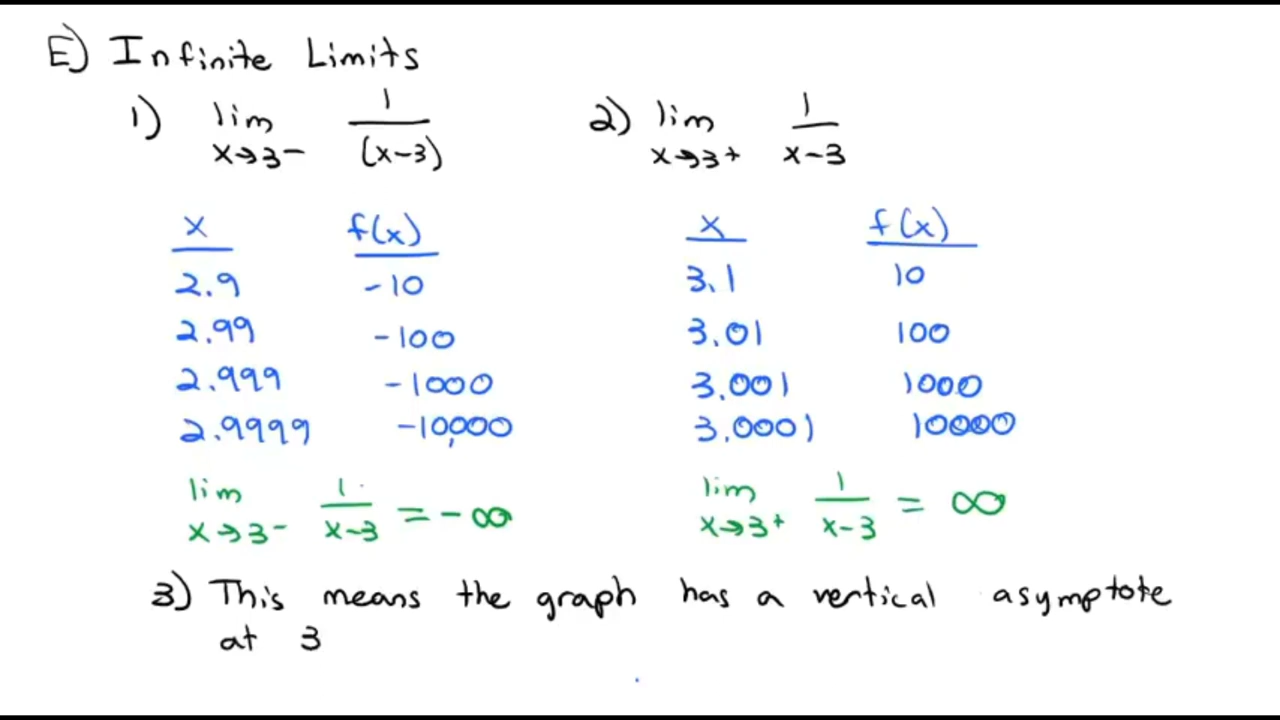 E) Infinite Limits
1) lim x→3⁻ 1/(x-3)
2) lim x→3⁺ 1/x-3
x f(x)
2.9 -10
2.99 -100
2.999 -1000
2.9999 -10,000
lim x→3⁻ 1/x-3 = -∞
x f(x)
3.1 10
3.01 100
3.001 1000
3.0001 10000
lim x→3⁺ 1/x-3 = ∞
3) This means the graph has a vertical asymptote
at 3